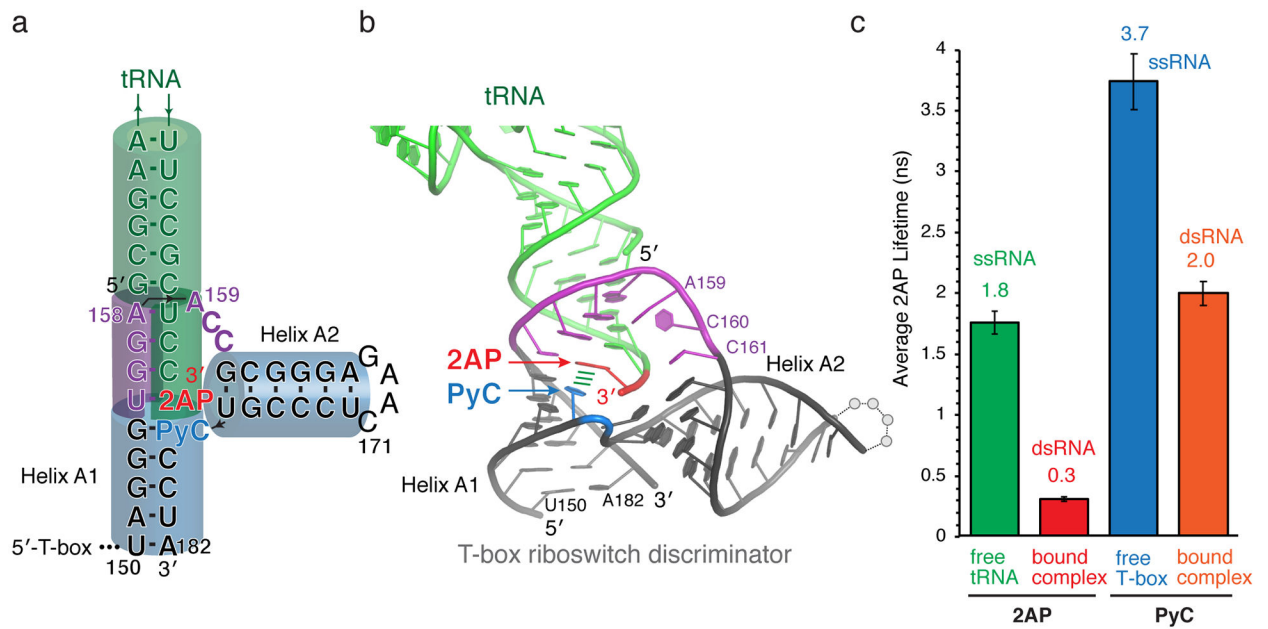 a
tRNA
A-U
A U
G C
G C
C G
G C
5′
158 A U A159
G C C
G C 3′ C
U 2AP
G-PyC
G C
G C
A U
U-A182
5′-T-box •••
150 3′
Helix A1
Helix A2
GCGGGA G A
UGCCCU C A
171
b
tRNA
5′
A159
C160
C161
2AP
PyC
3′
Helix A2
Helix A1
U150
A182
3′
5′
T-box riboswitch discriminator
c
Average 2AP Lifetime (ns)
4
3.5
3
2.5
2
1.5
1
0.5
0
ssRNA
1.8
dsRNA
0.3
3.7
ssRNA
dsRNA
2.0
free
tRNA
bound
complex
free
T-box
bound
complex
2AP
PyC